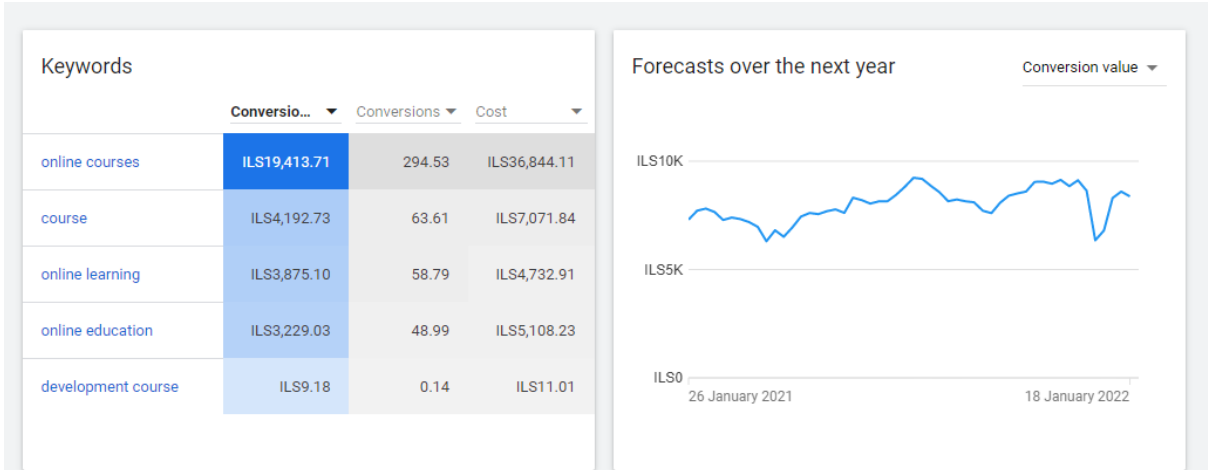 Keywords
Conversio... Conversions Cost
online courses ILS19,413.71 294.53 ILS36,844.11
course ILS4,192.73 63.61 ILS7,071.84
online learning ILS3,875.10 58.79 ILS4,732.91
online education ILS3,229.03 48.99 ILS5,108.23
development course ILS9.18 0.14 ILS11.01
Forecasts over the next year
Conversion value
ILS10K
ILS5K
ILS0
26 January 2021 18 January 2022